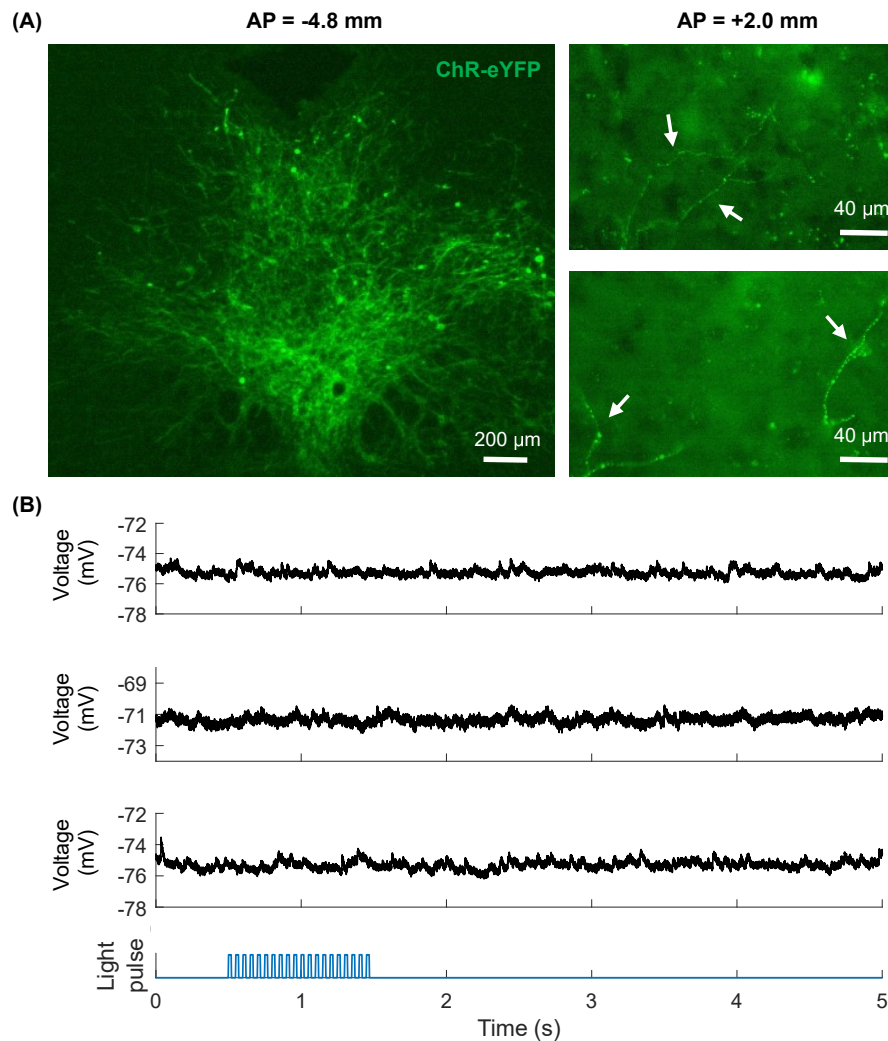 (A)
AP = -4.8 mm
AP = +2.0 mm
ChR-eYFP
200 µm
40 µm
40 µm
(B)
Voltage
(mV)
-72
-74
-76
-78
Voltage
(mV)
-69
-71
-73
Voltage
(mV)
-72
-74
-76
-78
Light
pulse
0
1
2
3
4
5
Time (s)